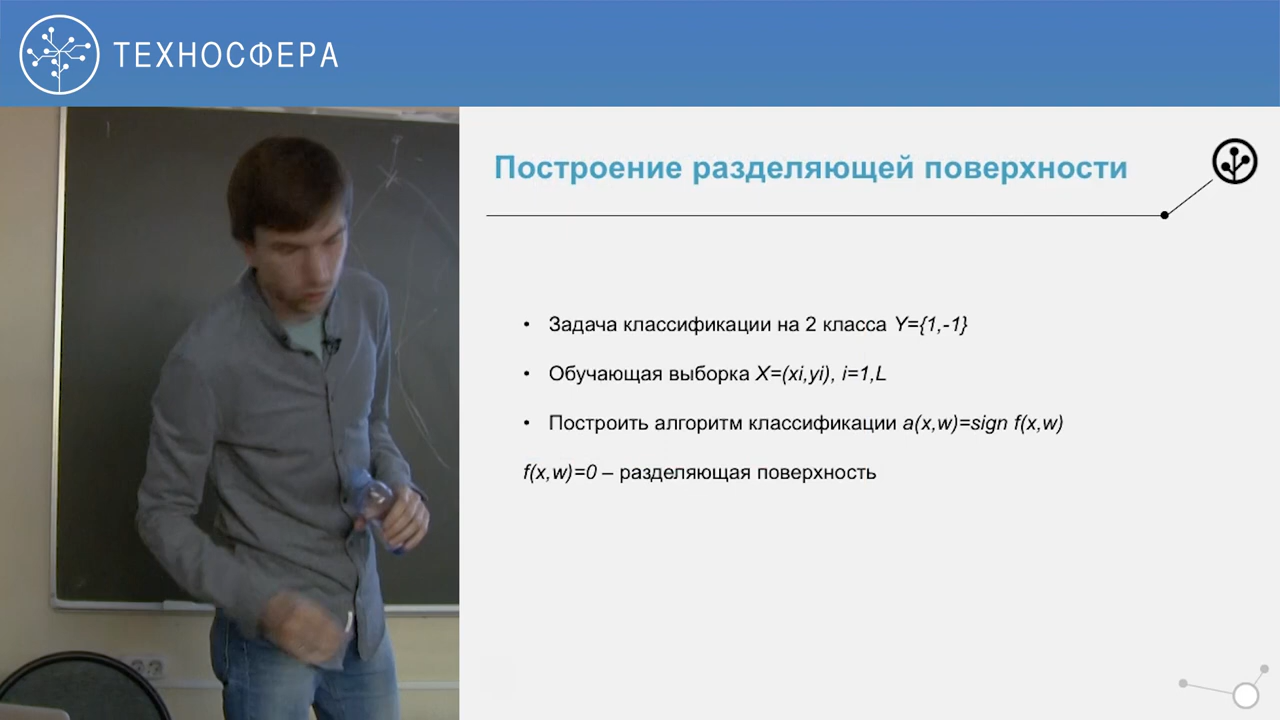 ТЕХНОСФЕРА
Построение разделяющей поверхности
• Задача классификации на 2 класса Y={1,-1}
• Обучающая выборка X=(xi,yi), i=1,L
• Построить алгоритм классификации a(x,w)=sign f(x,w)
f(x,w)=0 – разделяющая поверхность